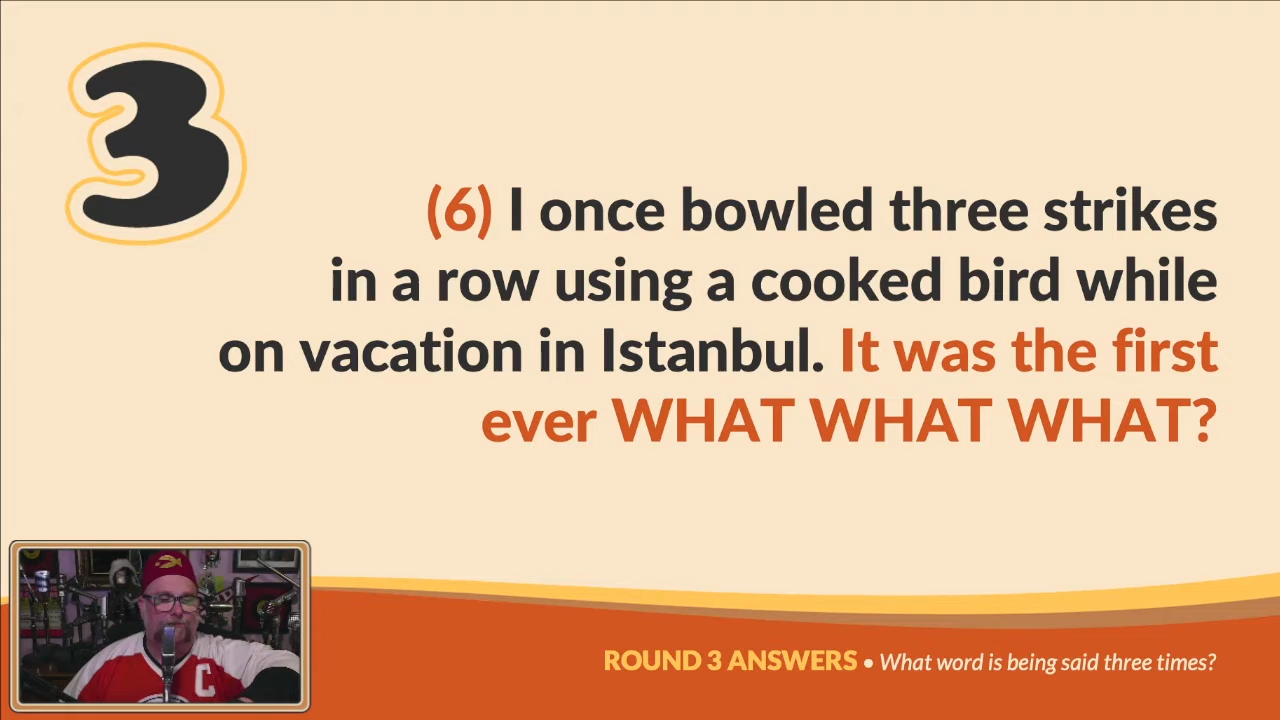 3
(6) I once bowled three strikes
in a row using a cooked bird while
on vacation in Istanbul. It was the first
ever WHAT WHAT WHAT?
ROUND 3 ANSWERS • What word is being said three times?
C